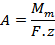 A = M_m / F.z